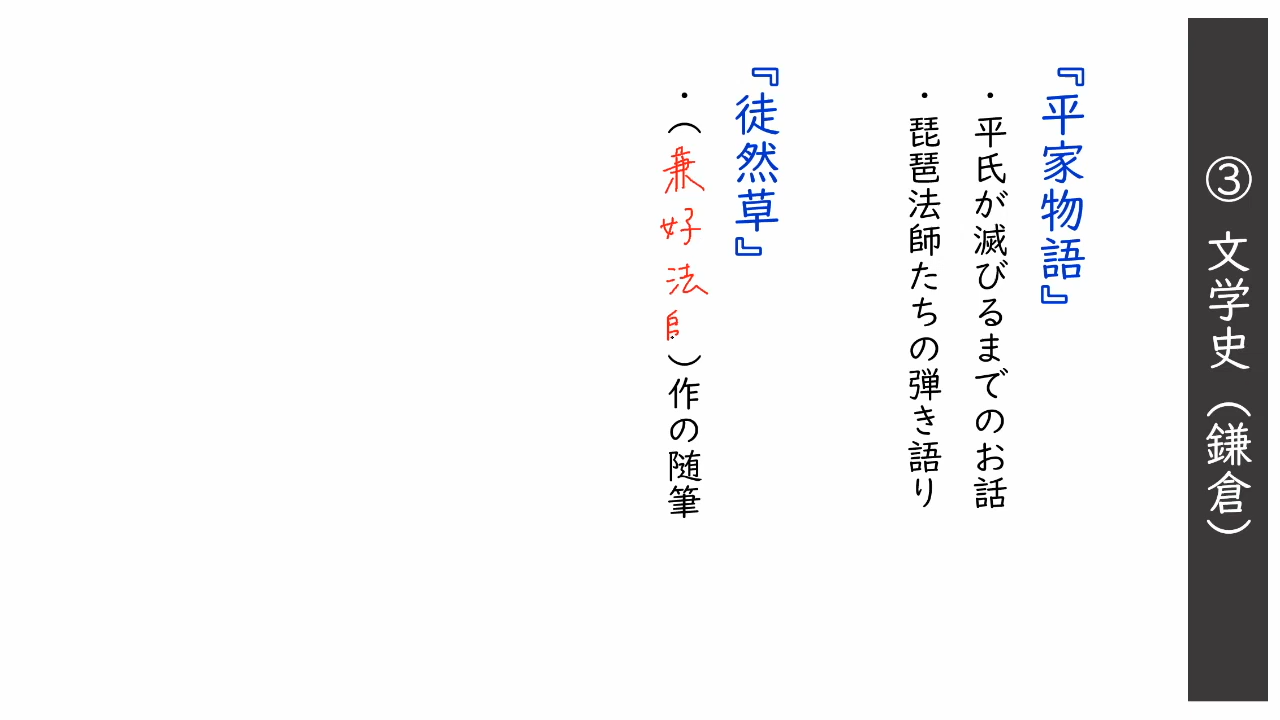 ③ 文学史（鎌倉）
『平家物語』
・平氏が滅びるまでのお話
・琵琶法師たちの弾き語り
『徒然草』
・（兼好法）作の随筆